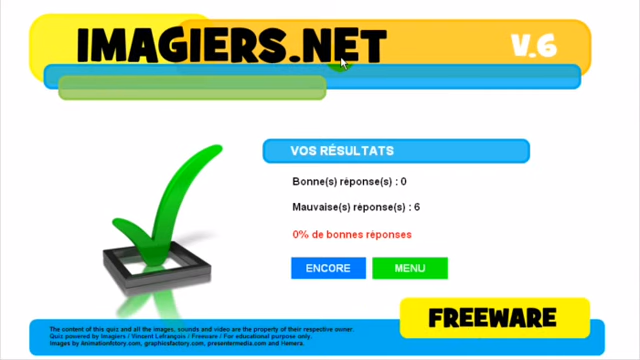 IMAGIERS.NET
V.6
VOS RÉSULTATS
Bonne(s) réponse(s) : 0
Mauvaise(s) réponse(s) : 6
0% de bonnes réponses
ENCORE
MENU
FREEWARE
The content of this quiz and all the images, sounds and video are the property of their respective owner.
Quiz powered by Imagiers / Vincent Lefrançois / Freeware / For educational purpose only.
Images by Animationfatory.com, graphicsfactory.com, presentermedia.com and Hemera.